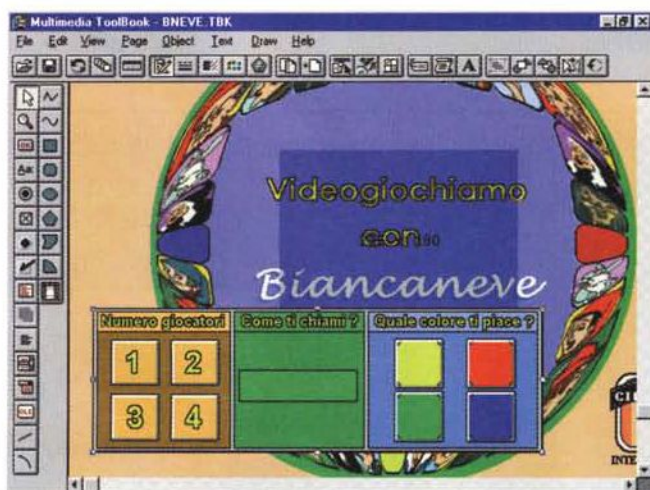 Multimedia ToolBook - BNEVE.TBK
File Edit View Page Object Text Draw Help
Videogiochiamo
con
Biancaneve
Numero giocatori Come ti chiami ? Quale colore ti piace ?
1 2
3 4